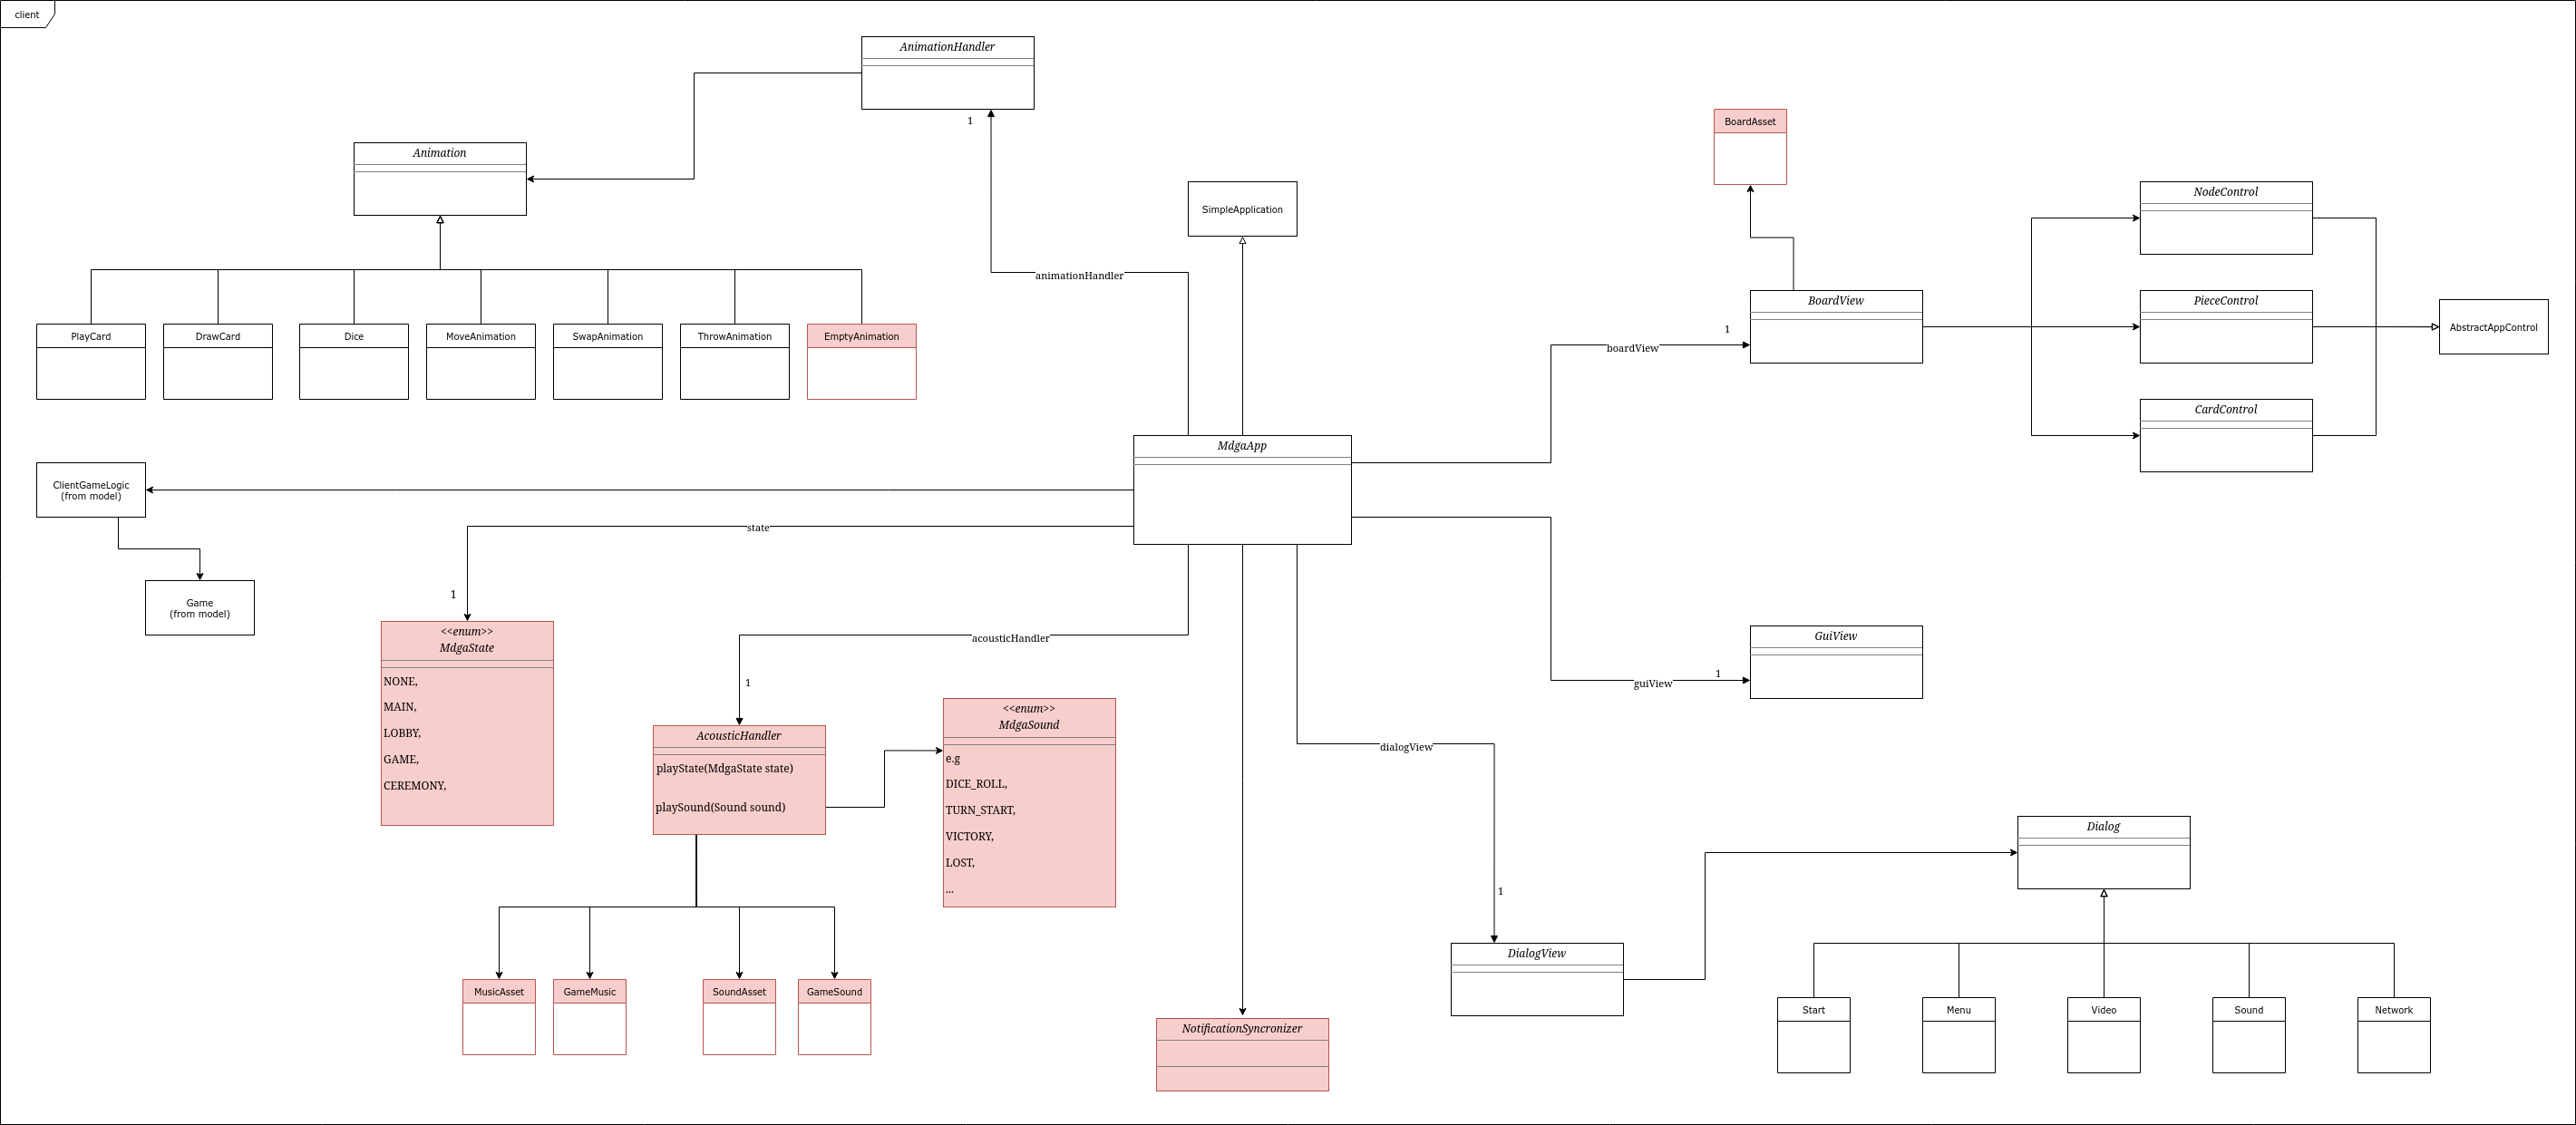 client
AnimationHandler
1
Animation
BoardAsset
SimpleApplication
NodeControl
animationHandler
BoardView
PieceControl
1
AbstractAppControl
boardView
PlayCard
DrawCard
Dice
MoveAnimation
SwapAnimation
ThrowAnimation
EmptyAnimation
CardControl
MdgaApp
ClientGameLogic
(from model)
state
Game
(from model)
1
<<enum>>
MdgaState
NONE,
MAIN,
LOBBY,
GAME,
CEREMONY,
acousticHandler
1
AcousticHandler
playState(MdgaState state)
playSound(Sound sound)
<<enum>>
MdgaSound
e.g
DICE_ROLL,
TURN_START,
VICTORY,
LOST,
...
GuiView
1
guiView
dialogView
1
DialogView
Dialog
MusicAsset
GameMusic
SoundAsset
GameSound
NotificationSyncronizer
Start
Menu
Video
Sound
Network